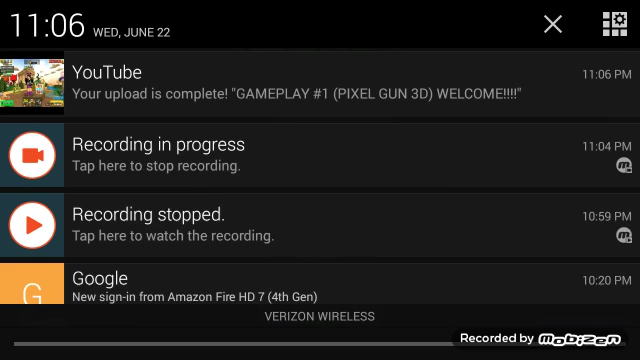 11:06 WED, JUNE 22
YouTube 11:06 PM
Your upload is complete! "GAMEPLAY #1 (PIXEL GUN 3D) WELCOME!!!!"
Recording in progress 11:04 PM
Tap here to stop recording.
Recording stopped. 10:59 PM
Tap here to watch the recording.
G
Google 10:20 PM
New sign-in from Amazon Fire HD 7 (4th Gen)
VERIZON WIRELESS
Recorded by MOBIZEN